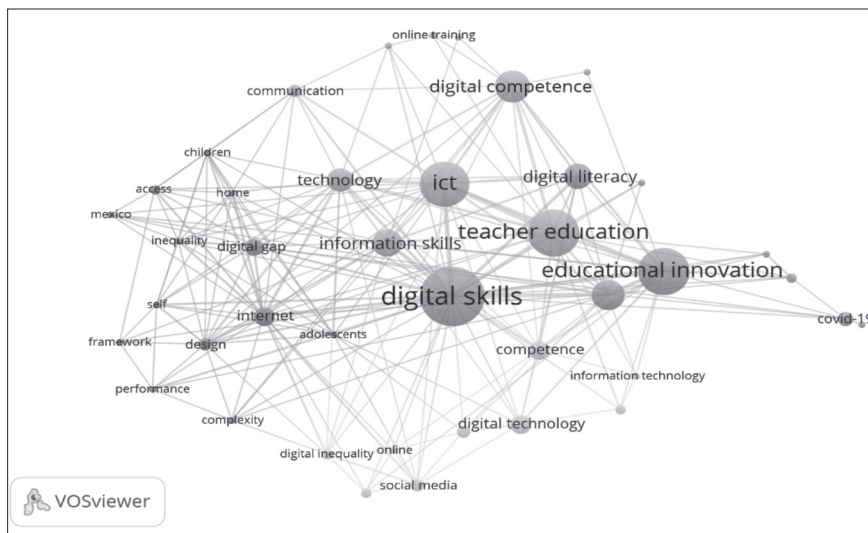 online training
digital competence
communication
children
technology
ict
digital literacy
access
home
mexico
teacher education
inequality
digital gap
information skills
educational innovation
digital skills
self
internet
covid-19
adolescents
framework
design
competence
information technology
performance
complexity
digital technology
digital inequality
online
social media
VOSviewer